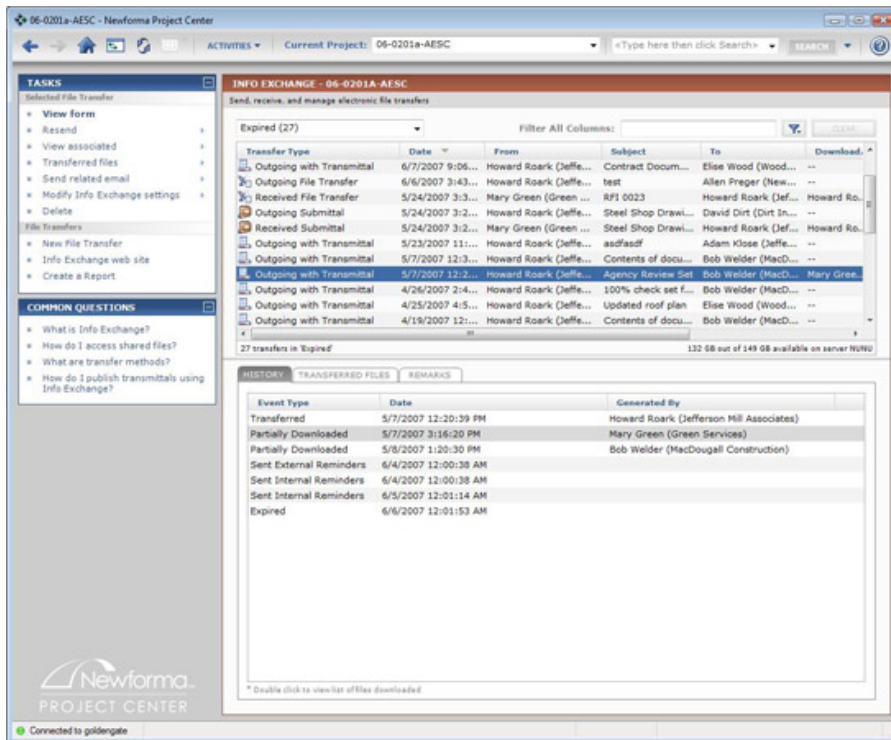 06-0201a-AESC - Newforma Project Center
ACTIVITIES Current Project: 06-0201a-AESC <Type here then click Search> SEARCH
TASKS
Selected File Transfer
View form
Resend
View associated
Transferred files
Send related email
Modify Info Exchange settings
Delete
File Transfers
New File Transfer
Info Exchange web site
Create a Report
COMMON QUESTIONS
What is Info Exchange?
How do I access shared files?
What are transfer methods?
How do I publish transmittals using
Info Exchange?
INFO EXCHANGE - 06-0201A-AESC
Send, receive, and manage electronic file transfers
Expired (27) Filter All Columns: CLEAR
Transfer Type Date From Subject To Download.
Outgoing with Transmittal 6/7/2007 9:06... Howard Roark (Jeffe... Contract Docum... Elise Wood (Wood... --
Outgoing File Transfer 6/6/2007 3:43... Howard Roark (Jeffe... test Allen Preger (New... --
Received File Transfer 5/24/2007 3:3... Mary Green (Green ... RFI 0023 Howard Roark (Jef... Howard Ro..
Outgoing Submittal 5/24/2007 3:2... Howard Roark (Jeffe... Steel Shop Drawi... David Dirt (Dirt In... --
Received Submittal 5/24/2007 3:2... Mary Green (Green ... Steel Shop Drawi... Howard Roark (Jef... Howard Ro..
Outgoing with Transmittal 5/23/2007 11:... Howard Roark (Jeffe... asdfasdf Adam Klose (Jeffe... --
Outgoing with Transmittal 5/7/2007 12:3... Howard Roark (Jeffe... Contents of docu... Bob Welder (MacD... --
Outgoing with Transmittal 5/7/2007 12:2... Howard Roark (Jeffe... Agency Review Set Bob Welder (MacD... Mary Gree..
Outgoing with Transmittal 4/26/2007 2:4... Howard Roark (Jeffe... 100% check set f... Bob Welder (MacD... --
Outgoing with Transmittal 4/25/2007 4:5... Howard Roark (Jeffe... Updated roof plan Elise Wood (Wood... --
Outgoing with Transmittal 4/19/2007 12:... Howard Roark (Jeffe... Contents of docu... Bob Welder (MacD... --
27 transfers in 'Expired' 132 GB out of 149 GB available on server NUNU
HISTORY TRANSFERRED FILES REMARKS
Event Type Date Generated By
Transferred 5/7/2007 12:20:39 PM Howard Roark (Jefferson Mill Associates)
Partially Downloaded 5/7/2007 3:16:20 PM Mary Green (Green Services)
Partially Downloaded 5/8/2007 1:20:30 PM Bob Welder (MacDougall Construction)
Sent External Reminders 6/4/2007 12:00:38 AM
Sent Internal Reminders 6/4/2007 12:00:38 AM
Sent Internal Reminders 6/5/2007 12:01:14 AM
Expired 6/6/2007 12:01:53 AM
* Double click to view list of files downloaded
Newforma
PROJECT CENTER
Connected to goldengate